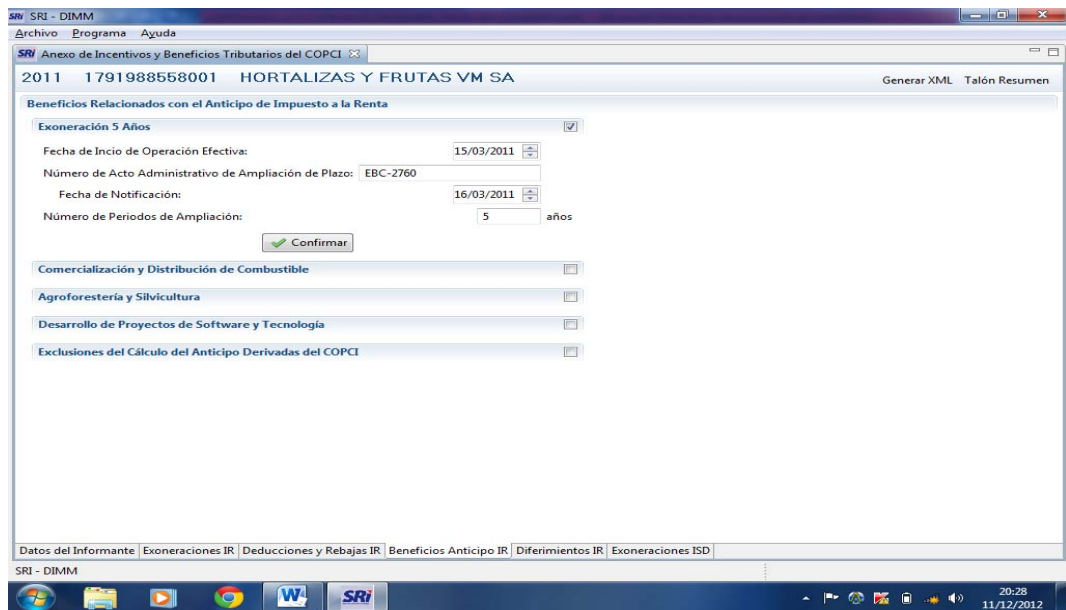 SRi SRI - DIMM
Archivo Programa Ayuda
SRi Anexo de Incentivos y Beneficios Tributarios del COPCI
2011 1791988558001 HORTALIZAS Y FRUTAS VM SA Generar XML Talón Resumen
Beneficios Relacionados con el Anticipo de Impuesto a la Renta
Exoneración 5 Años
Fecha de Incio de Operación Efectiva: 15/03/2011
Número de Acto Administrativo de Ampliación de Plazo: EBC-2760
Fecha de Notificación: 16/03/2011
Número de Periodos de Ampliación: 5 años
Confirmar
Comercialización y Distribución de Combustible
Agroforestería y Silvicultura
Desarrollo de Proyectos de Software y Tecnología
Exclusiones del Cálculo del Anticipo Derivadas del COPCI
Datos del Informante Exoneraciones IR Deducciones y Rebajas IR Beneficios Anticipo IR Diferimientos IR Exoneraciones ISD
SRI - DIMM
W SRi 20:28
11/12/2012